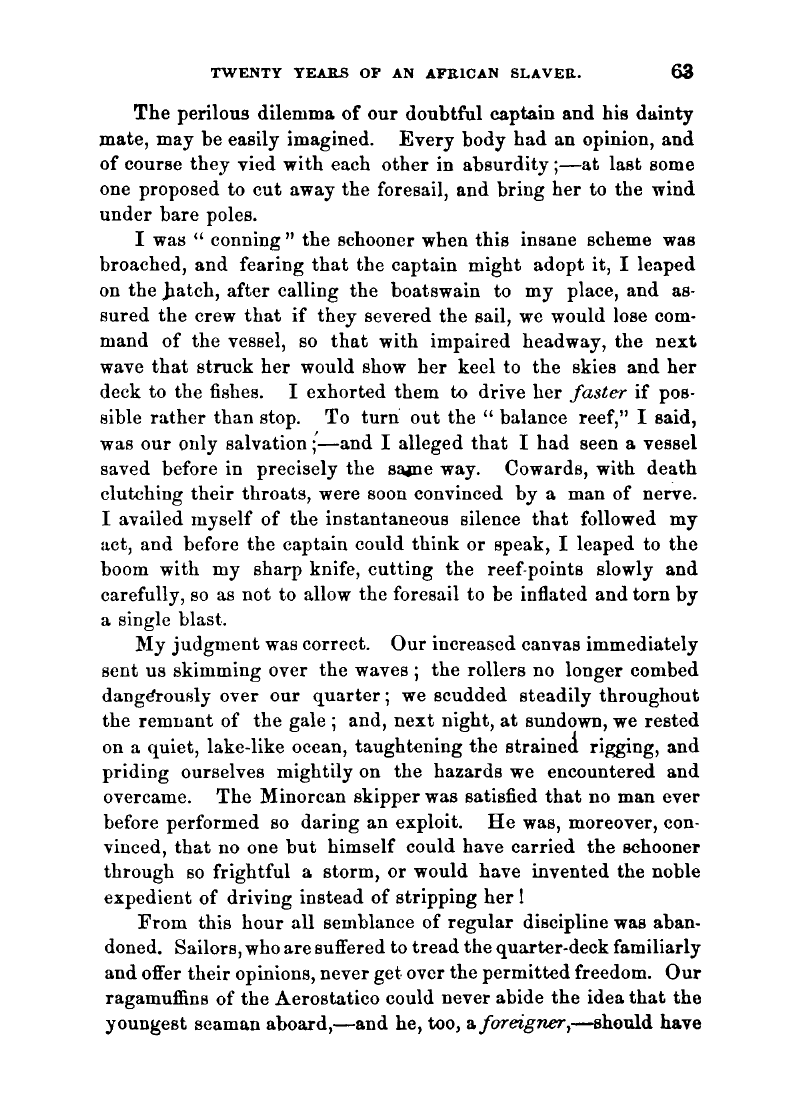 TWENTY YEARS OF AN AFRICAN SLAVER. 63
The perilous dilemma of our doubtful captain and his dainty
mate, may be easily imagined. Every body had an opinion, and
of course they vied with each other in absurdity;—at last some
one proposed to cut away the foresail, and bring her to the wind
under bare poles.
I was “ conning ” the schooner when this insane scheme was
broached, and fearing that the captain might adopt it, I leaped
on the hatch, after calling the boatswain to my place, and as-
sured the crew that if they severed the sail, we would lose com-
mand of the vessel, so that with impaired headway, the next
wave that struck her would show her keel to the skies and her
deck to the fishes. I exhorted them to drive her faster if pos-
sible rather than stop. To turn out the “ balance reef,” I said,
was our only salvation;—and I alleged that I had seen a vessel
saved before in precisely the same way. Cowards, with death
clutching their throats, were soon convinced by a man of nerve.
I availed myself of the instantaneous silence that followed my
act, and before the captain could think or speak, I leaped to the
boom with my sharp knife, cutting the reef-points slowly and
carefully, so as not to allow the foresail to be inflated and torn by
a single blast.
My judgment was correct. Our increased canvas immediately
sent us skimming over the waves; the rollers no longer combed
dangerously over our quarter; we scudded steadily throughout
the remnant of the gale; and, next night, at sundown, we rested
on a quiet, lake-like ocean, taughtening the strained rigging, and
priding ourselves mightily on the hazards we encountered and
overcame. The Minorcan skipper was satisfied that no man ever
before performed so daring an exploit. He was, moreover, con-
vinced, that no one but himself could have carried the schooner
through so frightful a storm, or would have invented the noble
expedient of driving instead of stripping her!
From this hour all semblance of regular discipline was aban-
doned. Sailors, who are suffered to tread the quarter-deck familiarly
and offer their opinions, never get over the permitted freedom. Our
ragamuffins of the Aerostatico could never abide the idea that the
youngest seaman aboard,—and he, too, a foreigner,—should have